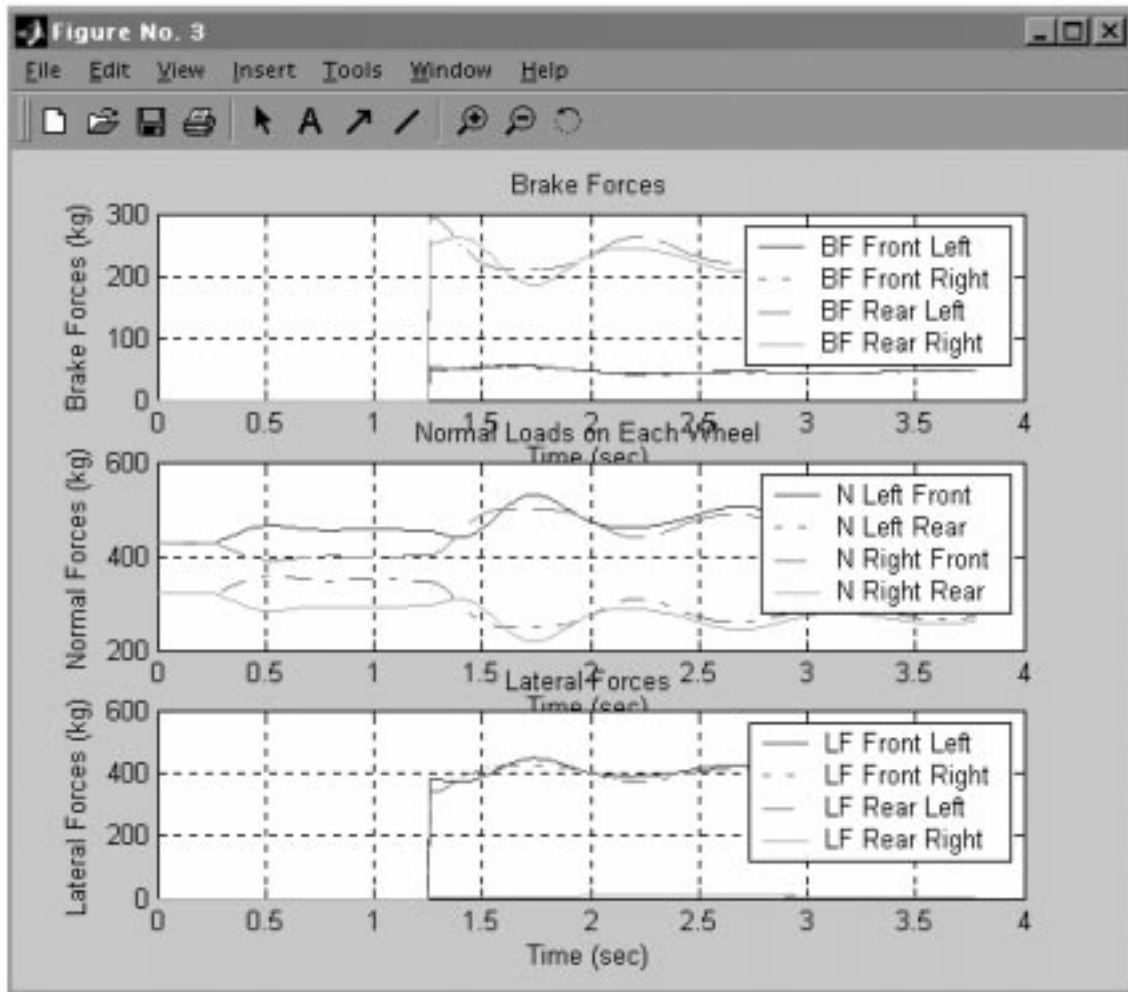 Figure No. 3
File Edit View Insert Tools Window Help
A
Brake Forces
Brake Forces (kg)
300
200
100
0
0 0.5 1 1.5 2 2.5 3 3.5 4
BF Front Left
BF Front Right
BF Rear Left
BF Rear Right
Time (sec)
Normal Loads on Each Wheel
Normal Forces (kg)
600
400
200
0 0.5 1 1.5 2 2.5 3 3.5 4
N Left Front
N Left Rear
N Right Front
N Right Rear
Time (sec)
Lateral Forces
Lateral Forces (kg)
600
400
200
0
0 0.5 1 1.5 2 2.5 3 3.5 4
LF Front Left
LF Front Right
LF Rear Left
LF Rear Right
Time (sec)